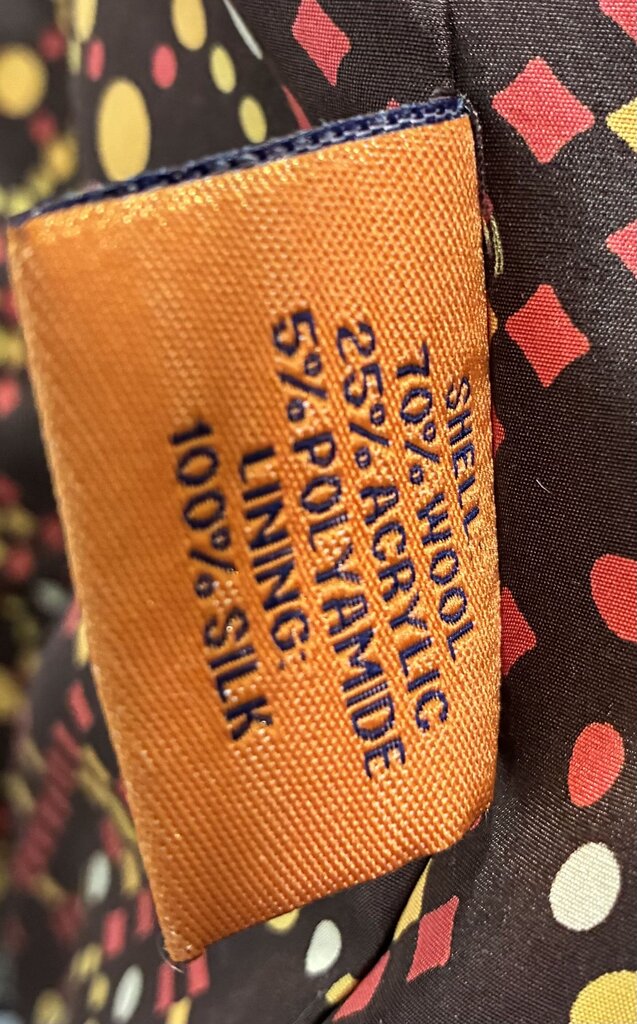 SHELL
70% WOOL
25% ACRYLIC
5% POLYAMIDE
LINING:
100% SILK